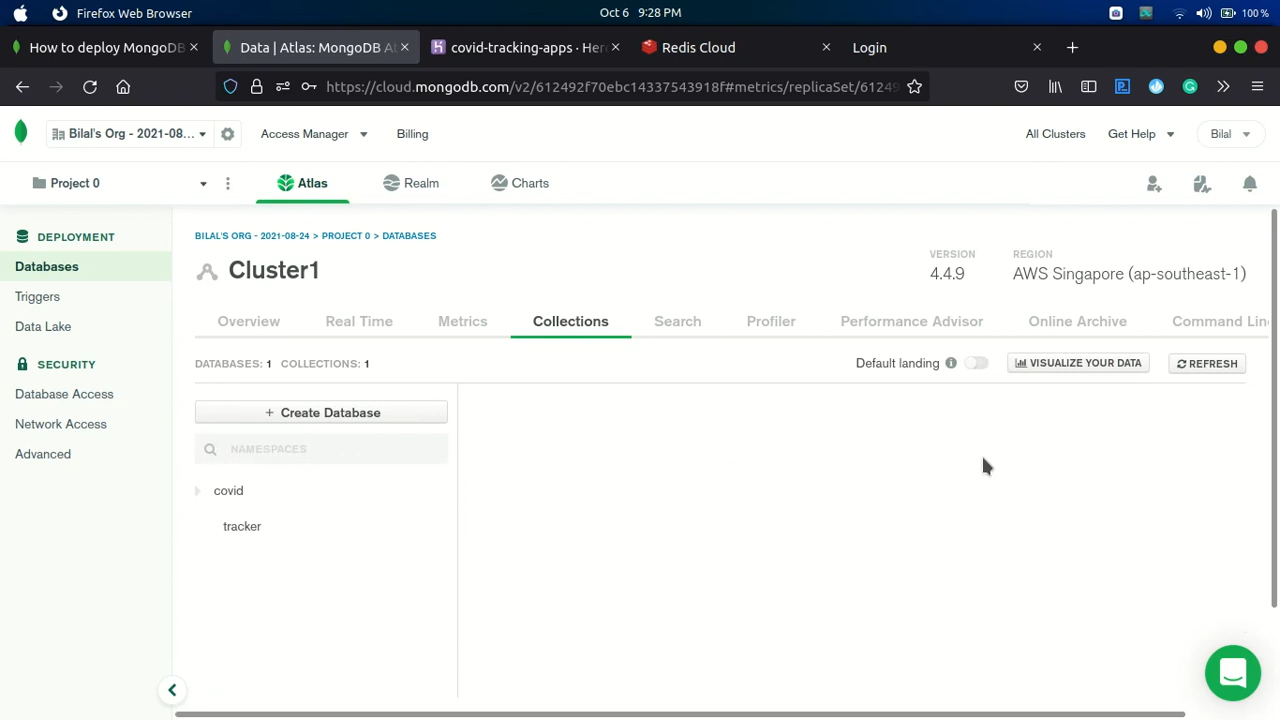 Firefox Web Browser
Oct 6 9:28 PM
100 %
How to deploy MongoDB
Data | Atlas: MongoDB A
covid-tracking-apps · Her
Redis Cloud
Login
https://cloud.mongodb.com/v2/612492f70ebc14337543918f#metrics/replicaSet/6124
Bilal's Org - 2021-08...
Access Manager
Billing
All Clusters
Get Help
Bilal
Project 0
Atlas
Realm
Charts
DEPLOYMENT
Databases
Triggers
Data Lake
SECURITY
Database Access
Network Access
Advanced
BILAL'S ORG - 2021-08-24 > PROJECT 0 > DATABASES
Cluster1
VERSION
4.4.9
REGION
AWS Singapore (ap-southeast-1)
Overview
Real Time
Metrics
Collections
Search
Profiler
Performance Advisor
Online Archive
Command Lin
DATABASES: 1 COLLECTIONS: 1
Default landing
VISUALIZE YOUR DATA
REFRESH
+ Create Database
NAMESPACES
covid
tracker